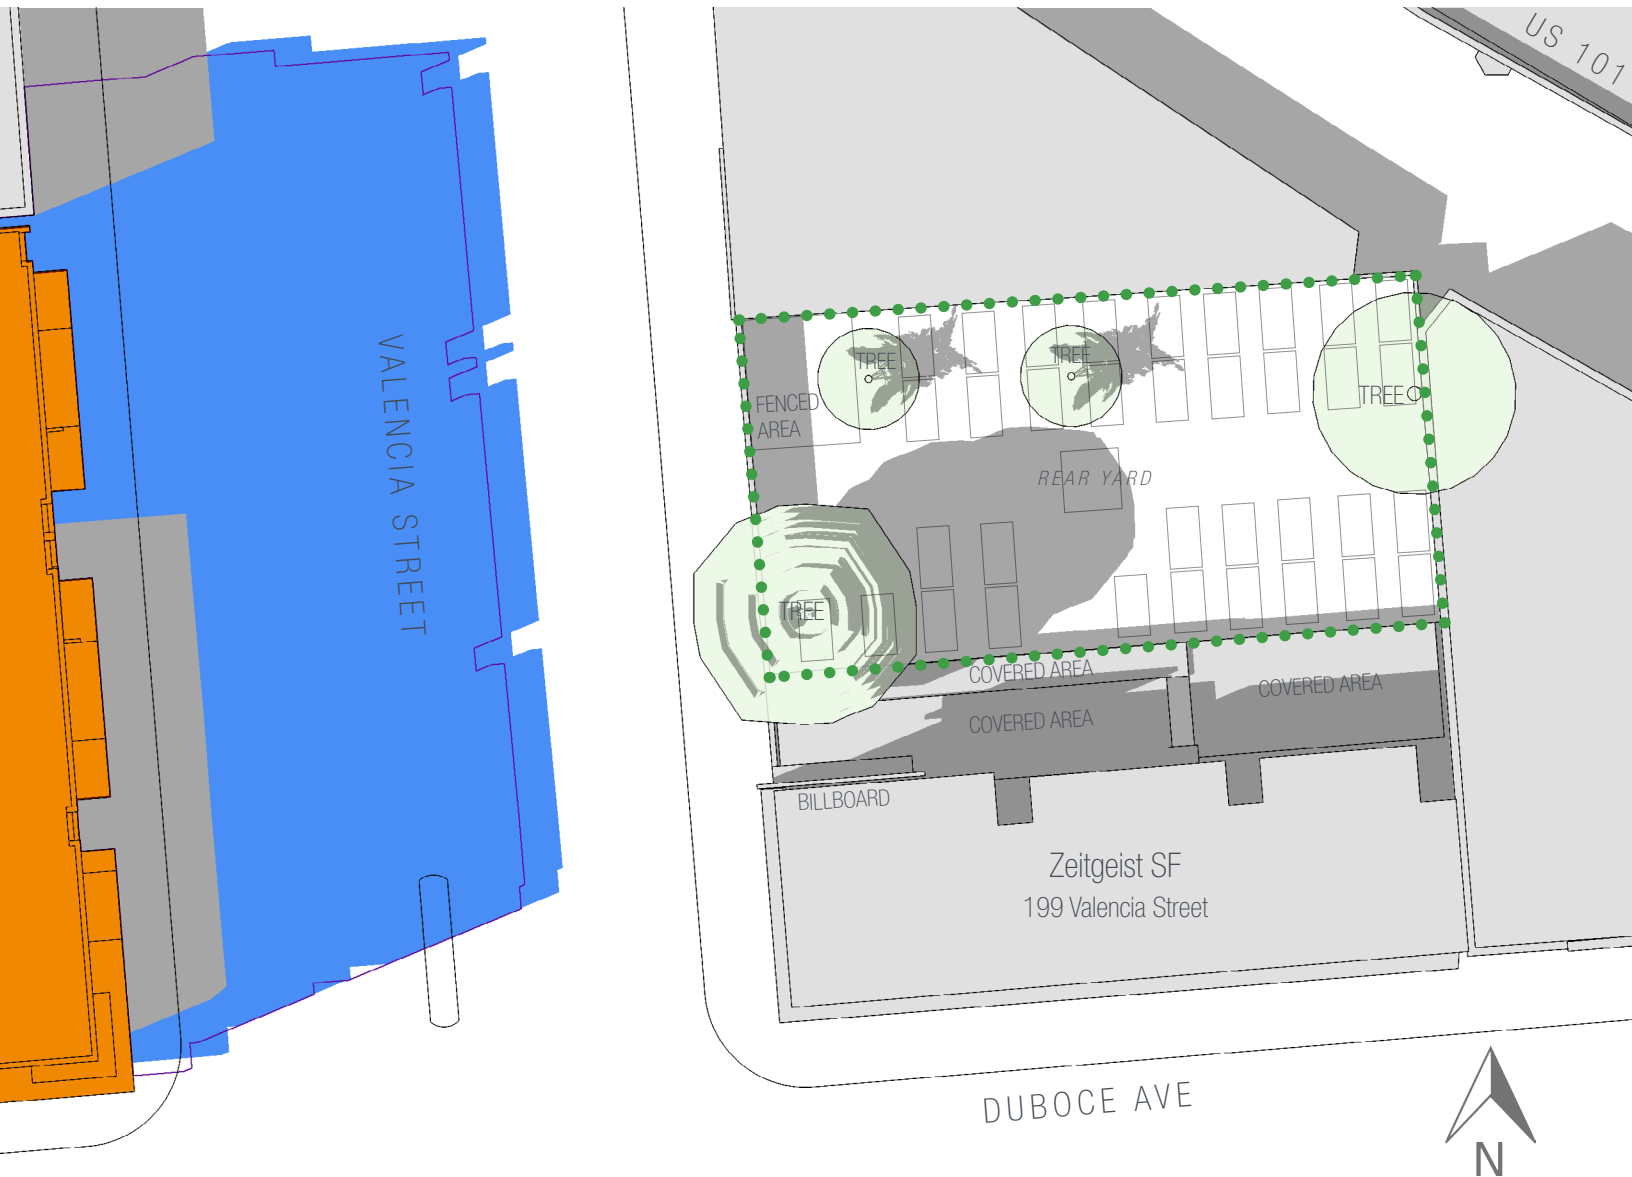 US 101
VALENCIA STREET
TREE
TREE
TREE
FENCED
AREA
REAR YARD
TREE
COVERED AREA
COVERED AREA
COVERED AREA
BILLBOARD
Zeitgeist SF
199 Valencia Street
DUBOCE AVE
N